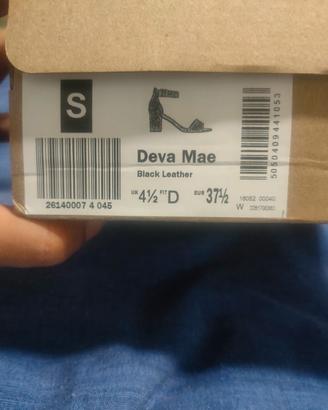 S
Deva Mae
Black Leather
UK 4½ FIT D EUR 37½
26140007 4 045
5050409441053
W